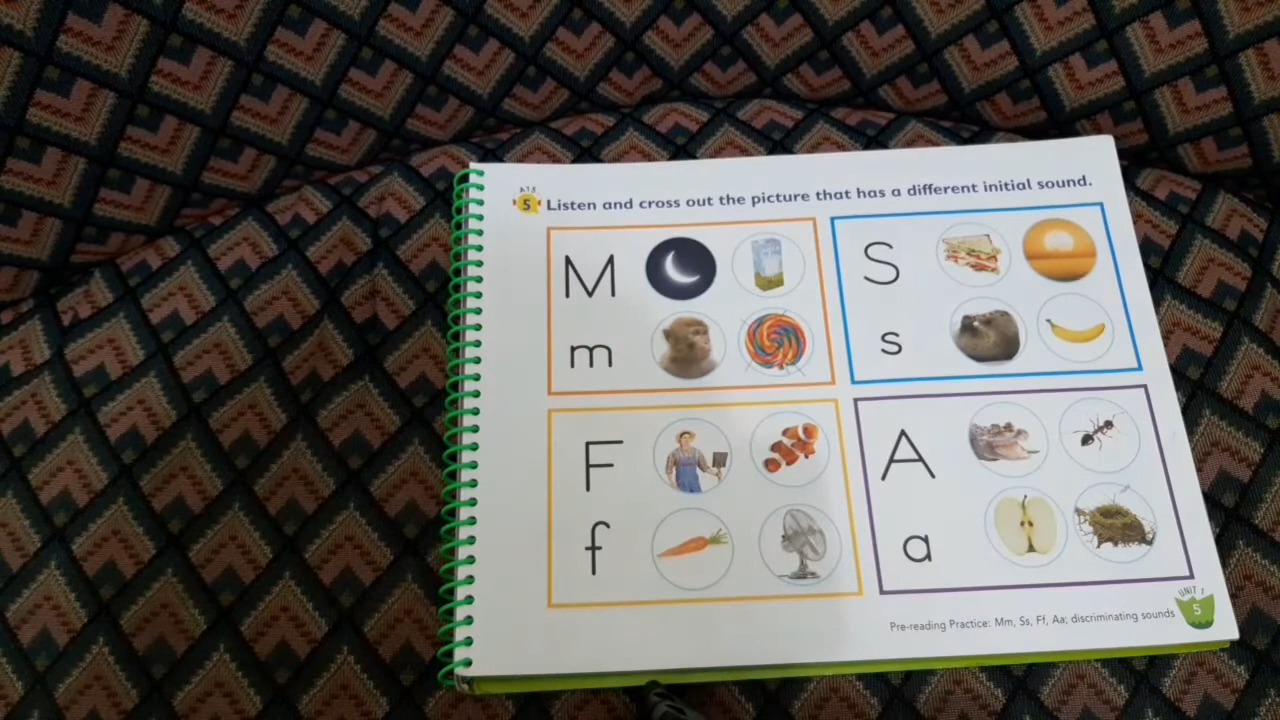 A15
5 Listen and cross out the picture that has a different initial sound.
M
m
S
s
F
f
A
a
Pre-reading Practice: Mm, Ss, Ff, Aa; discriminating sounds
UNIT 1
5